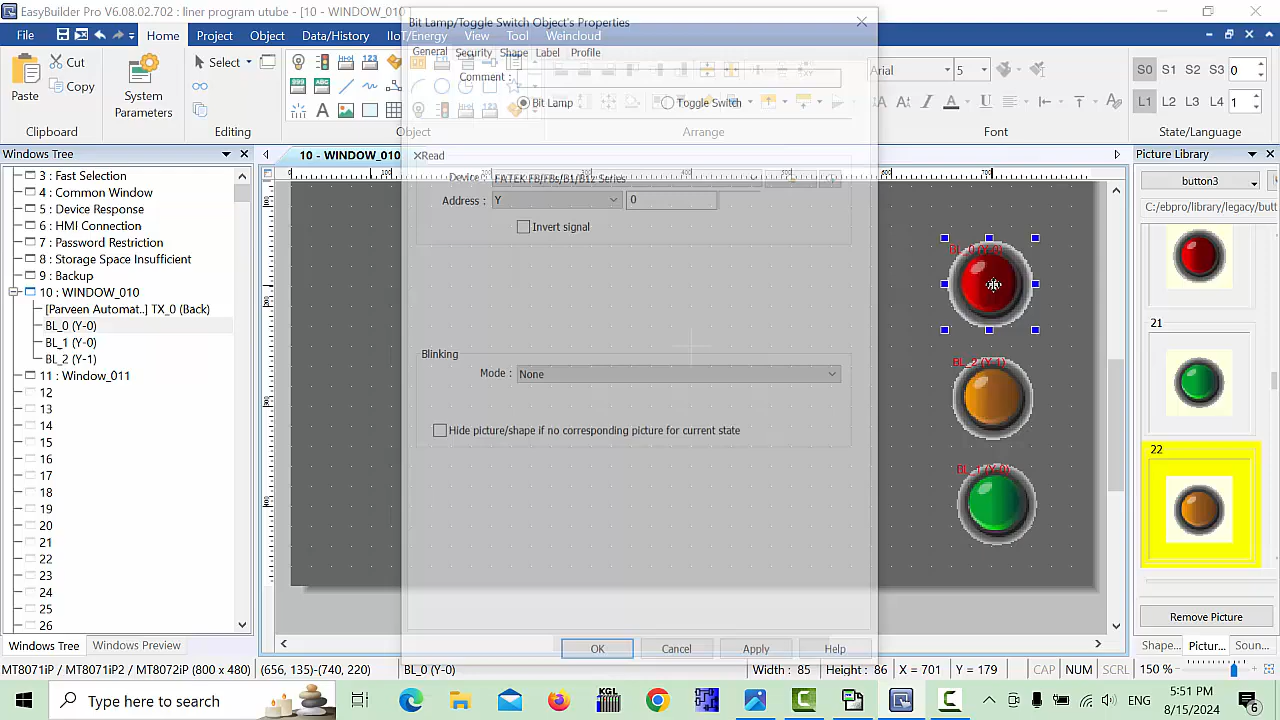 EasyBuilder Pro V6.08.02.702 : liner program utube - [10 - WINDOW_010
Bit Lamp/Toggle Switch Object's Properties
File Home Project Object Data/History IIoT/Energy View Tool Weincloud
General Security Shape Label Profile
Cut
Copy
Paste
Clipboard
System
Parameters
Select
Editing
Object
Comment :
Bit Lamp
Toggle Switch
Arrange
Arial 5
Font
S0 S1 S2 S3 0
L1 L2 L3 L4 1
State/Language
Windows Tree
10 - WINDOW_010
Picture Library
button3
C:/ebpro/library/legacy/butt
3 : Fast Selection
4 : Common Window
5 : Device Response
6 : HMI Connection
7 : Password Restriction
8 : Storage Space Insufficient
9 : Backup
10 : WINDOW_010
[Parveen Automat..] TX_0 (Back)
BL_0 (Y-0)
BL_1 (Y-0)
BL_2 (Y-1)
11 : Window_011
12
13
14
15
16
17
18
19
20
21
22
23
24
25
26
Read
Device : FATEK FB/FBs/B1/B1z Series
Address : Y 0
Invert signal
Blinking
Mode : None
Hide picture/shape if no corresponding picture for current state
OK Cancel Apply Help
BL_0 (Y-0)
BL_2 (Y-1)
BL_1 (Y-0)
21
22
Remove Picture
Windows Tree Windows Preview
Shape... Pictur... Soun...
MT8071iP/MT8071iP2/MT8072iP (800 x 480) (656, 135)-(740, 220) BL_0 (Y-0) Width : 85 Height : 86 X = 701 Y = 179 CAP NUM SCRL 150 %
Type here to search
KGL
5:51 PM
8/15/2024
6